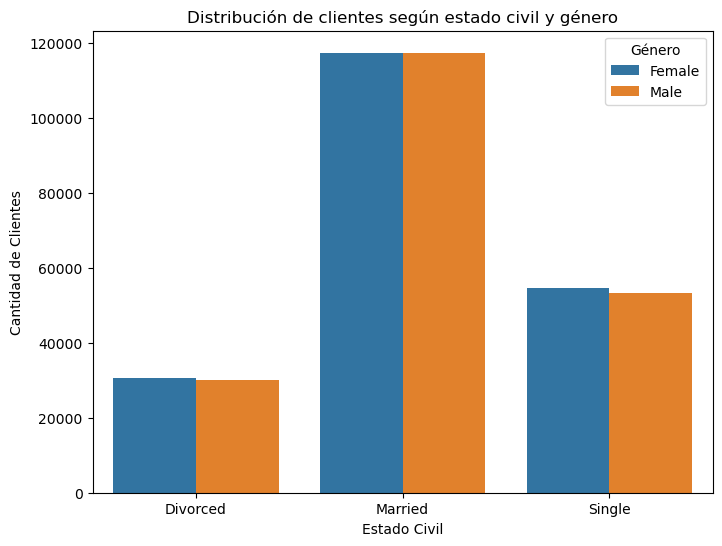 Distribución de clientes según estado civil y género
Género
Female
Male
Cantidad de Clientes
120000
100000
80000
60000
40000
20000
0
Divorced
Married
Single
Estado Civil